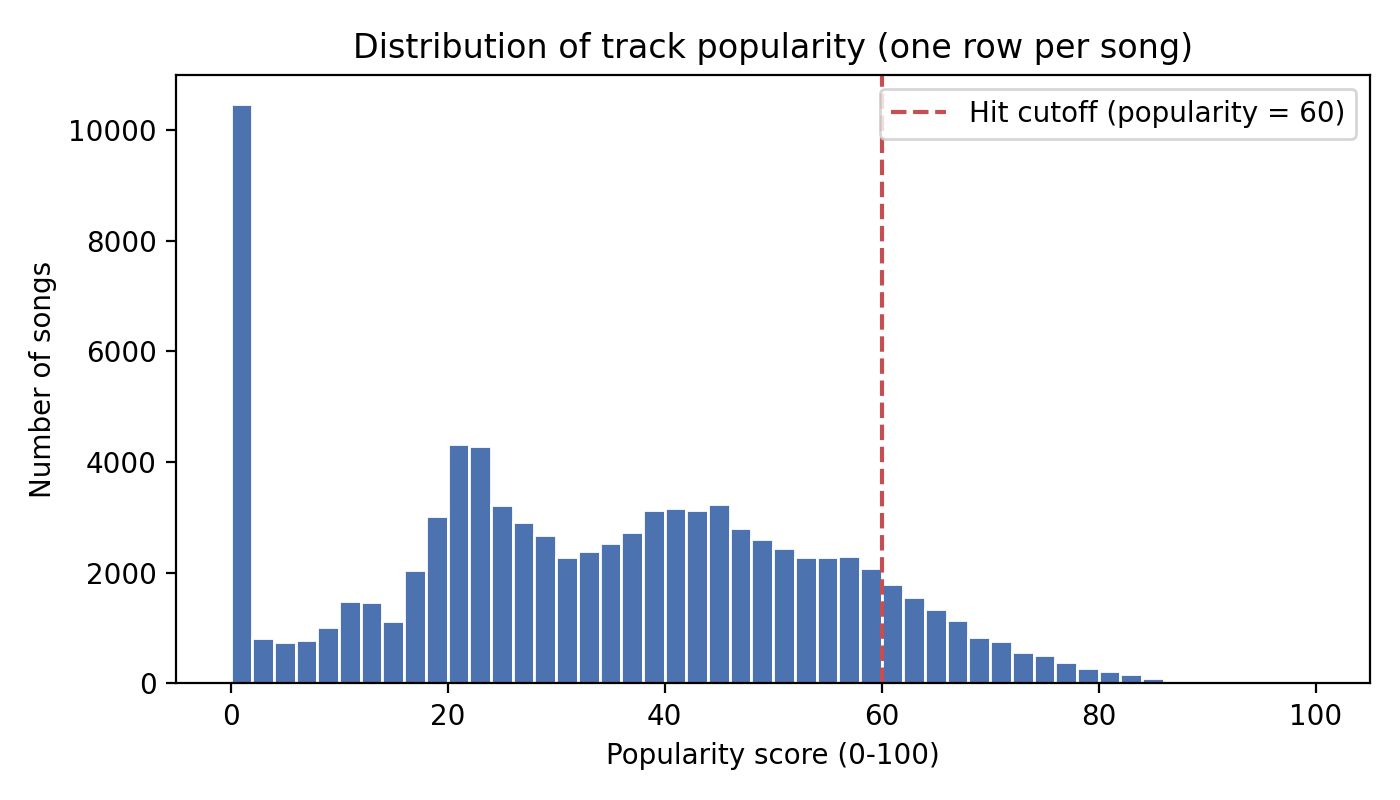 Distribution of track popularity (one row per song)
Hit cutoff (popularity = 60)
Number of songs
10000
8000
6000
4000
2000
0
0 20 40 60 80 100
Popularity score (0-100)